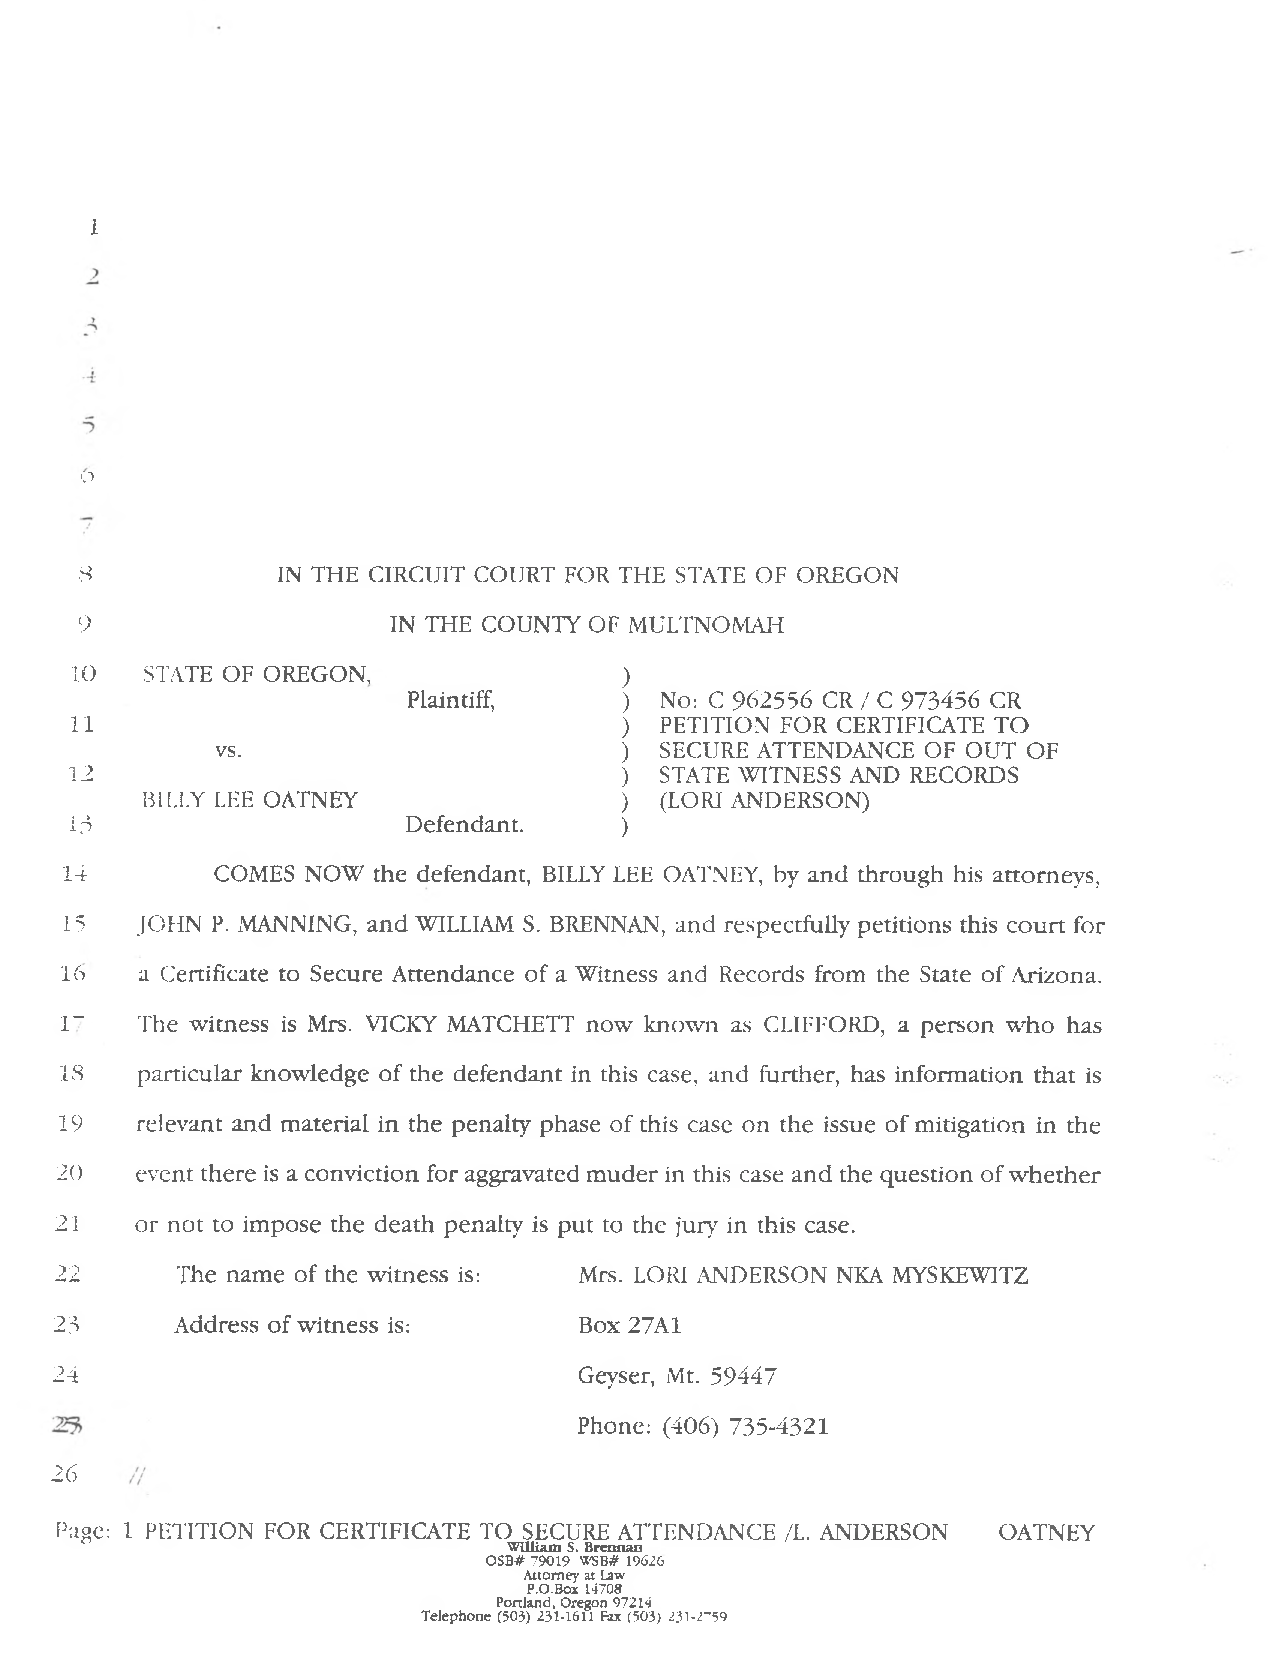 1
2
3
4
5
6
7
8 IN THE CIRCUIT COURT FOR THE STATE OF OREGON
9 IN THE COUNTY OF MULTNOMAH
10 STATE OF OREGON, )
Plaintiff, ) No: C 962556 CR / C 973456 CR
11 ) PETITION FOR CERTIFICATE TO
vs. ) SECURE ATTENDANCE OF OUT OF
12 ) STATE WITNESS AND RECORDS
BILLY LEE OATNEY ) (LORI ANDERSON)
13 Defendant. )
14 COMES NOW the defendant, BILLY LEE OATNEY, by and through his attorneys,
15 JOHN P. MANNING, and WILLIAM S. BRENNAN, and respectfully petitions this court for
16 a Certificate to Secure Attendance of a Witness and Records from the State of Arizona.
17 The witness is Mrs. VICKY MATCHETT now known as CLIFFORD, a person who has
18 particular knowledge of the defendant in this case, and further, has information that is
19 relevant and material in the penalty phase of this case on the issue of mitigation in the
20 event there is a conviction for aggravated muder in this case and the question of whether
21 or not to impose the death penalty is put to the jury in this case.
22 The name of the witness is: Mrs. LORI ANDERSON NKA MYSKEWITZ
23 Address of witness is: Box 27A1
24 Geyser, Mt. 59447
Phone: (406) 735-4321
26 //
Page: 1 PETITION FOR CERTIFICATE TO SECURE ATTENDANCE /L. ANDERSON OATNEY
William S. Brennan
OSB# 79019 WSB# 19626
Attorney at Law
P.O.Box 14708
Portland, Oregon 97214
Telephone (503) 231-1611 Fax (503) 231-2759